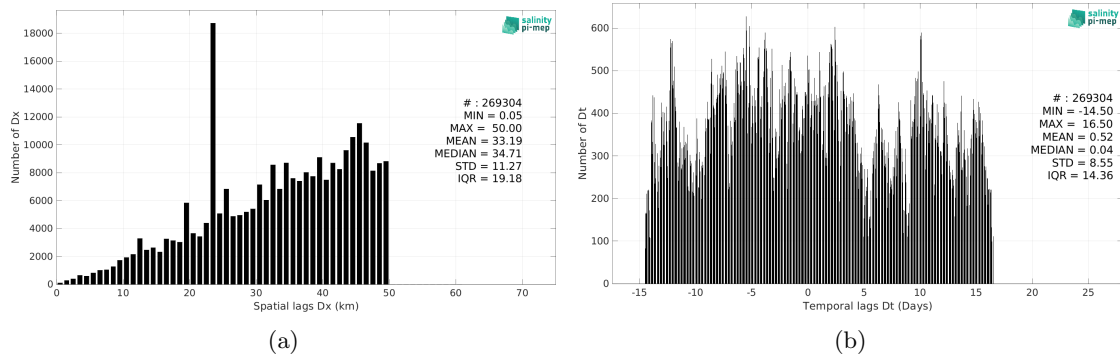 salinity
pi-mep
18000
16000
14000
12000
10000
8000
6000
4000
2000
0
Number of Dx
# : 269304
MIN = 0.05
MAX = 50.00
MEAN = 33.19
MEDIAN = 34.71
STD = 11.27
IQR = 19.18
0 10 20 30 40 50 60 70
Spatial lags Dx (km)
(a)
salinity
pi-mep
600
500
400
300
200
100
0
Number of Dt
# : 269304
MIN = -14.50
MAX = 16.50
MEAN = 0.52
MEDIAN = 0.04
STD = 8.55
IQR = 14.36
-15 -10 -5 0 5 10 15 20 25
Temporal lags Dt (Days)
(b)